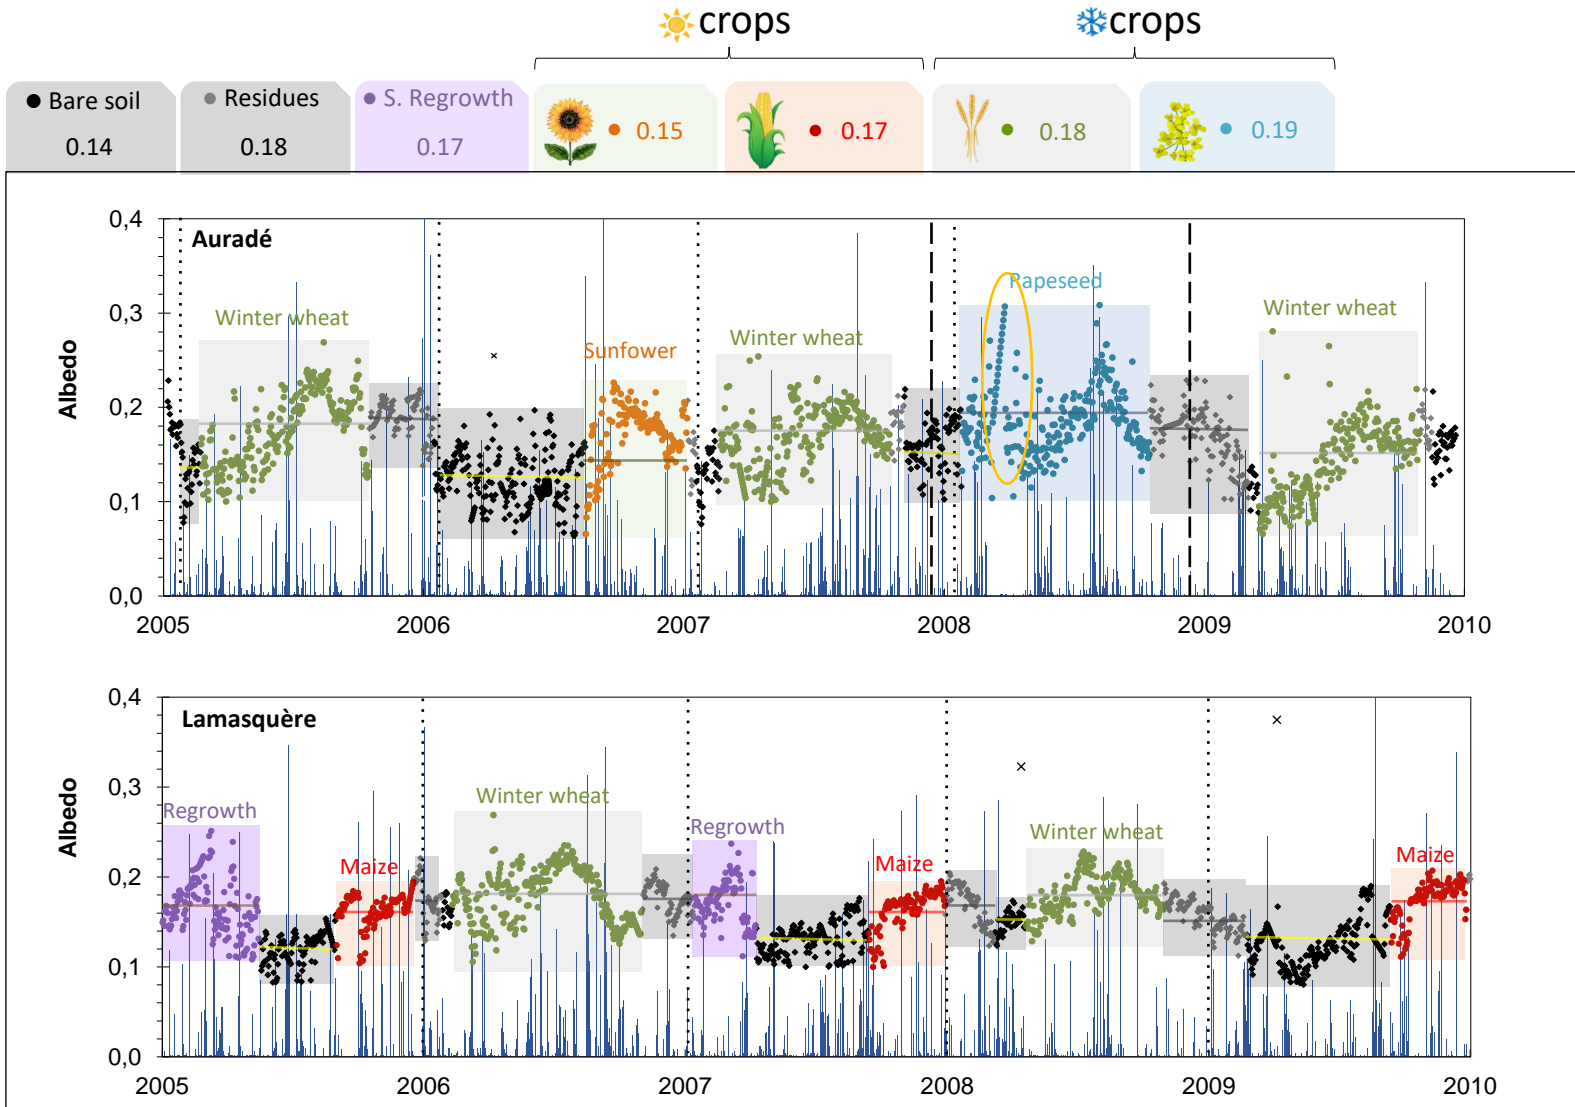 crops
crops
Bare soil
0.14
Residues
0.18
S. Regrowth
0.17
0.15
0.17
0.18
0.19
Auradé
Albedo
0,4
0,3
0,2
0,1
0,0
Winter wheat
Sunfower
Winter wheat
Rapeseed
Winter wheat
2005
2006
2007
2008
2009
2010
Lamasquère
Albedo
0,4
0,3
0,2
0,1
0,0
Regrowth
Maize
Winter wheat
Regrowth
Maize
Winter wheat
Maize
2005
2006
2007
2008
2009
2010